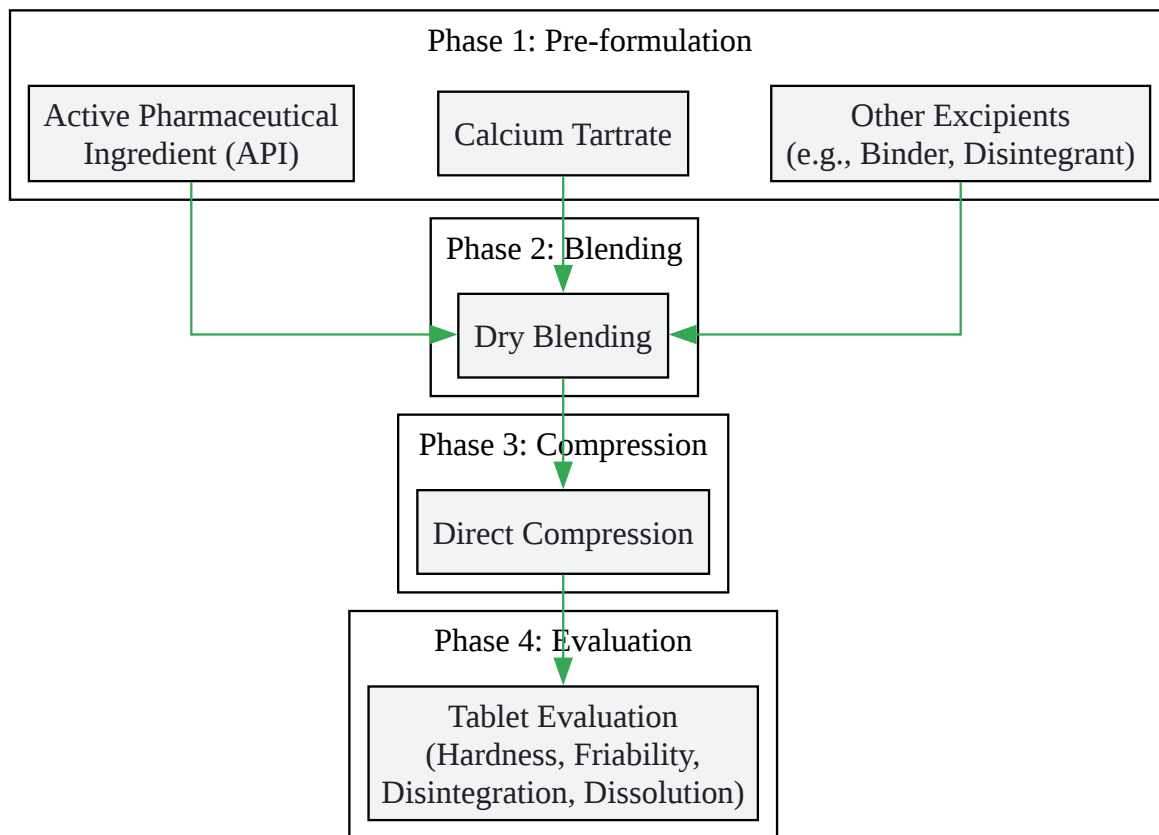 Phase 1: Pre-formulation
Active Pharmaceutical
Ingredient (API)
Calcium Tartrate
Other Excipients
(e.g., Binder, Disintegrant)
Phase 2: Blending
Dry Blending
Phase 3: Compression
Direct Compression
Phase 4: Evaluation
Tablet Evaluation
(Hardness, Friability,
Disintegration, Dissolution)